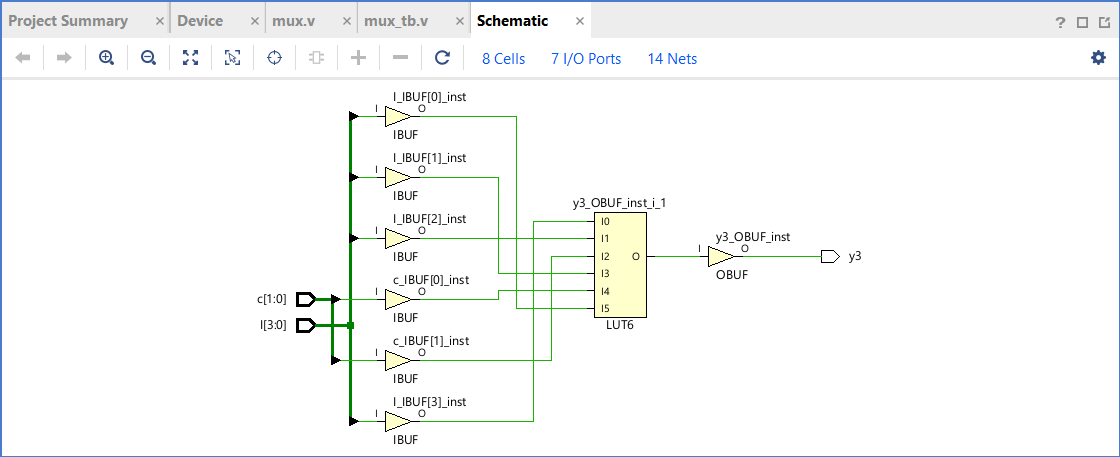 Project Summary × Device × mux.v × mux_tb.v × Schematic × ?
8 Cells 7 I/O Ports 14 Nets
I_IBUF[0]_inst
I O
IBUF
I_IBUF[1]_inst
I O
IBUF
I_IBUF[2]_inst
I O
IBUF
c_IBUF[0]_inst
I O
IBUF
c_IBUF[1]_inst
I O
IBUF
I_IBUF[3]_inst
I O
IBUF
c[1:0]
I[3:0]
y3_OBUF_inst_i_1
I0
I1
I2
I3
I4
I5
O
LUT6
y3_OBUF_inst
I O
OBUF
y3